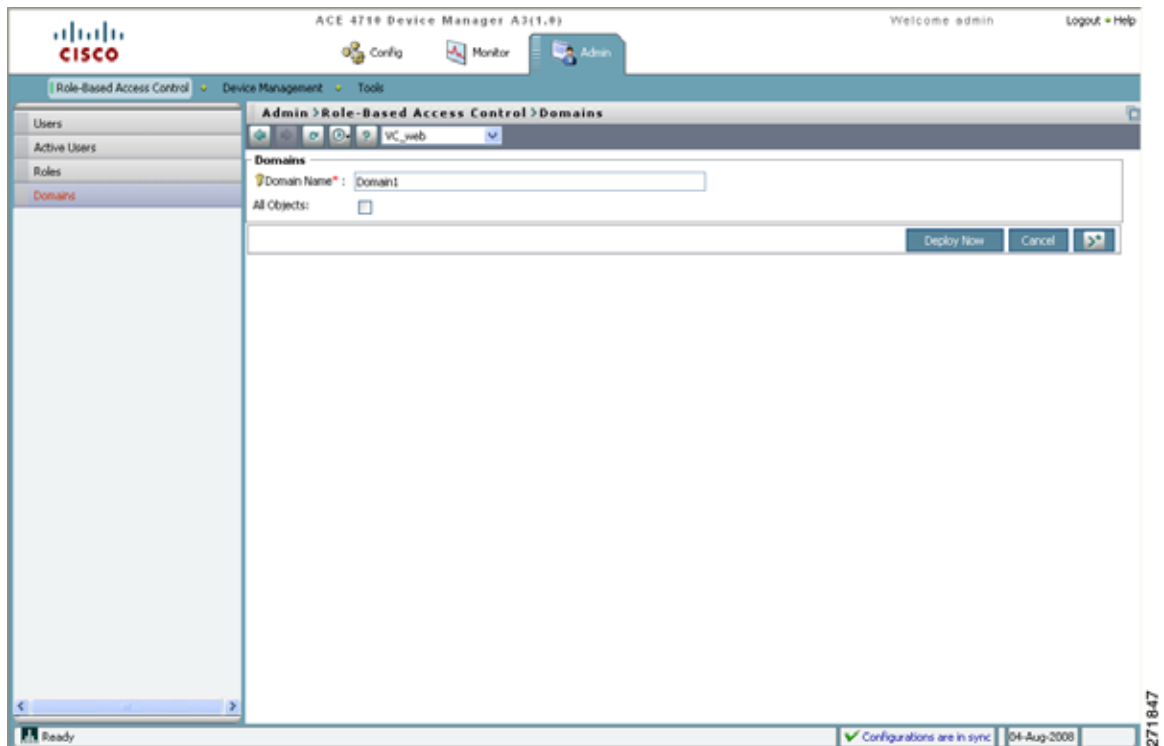 CISCO
ACE 4710 Device Manager A3(1.0)
Welcome admin
Logout Help
Config
Monitor
Admin
Role-Based Access Control
Device Management
Tools
Users
Active Users
Roles
Domains
Admin >Role-Based Access Control >Domains
? VC_web
Domains
Domain Name* : Domain1
All Objects:
Deploy Now
Cancel
Ready
Configurations are in sync
04-Aug-2008
271847